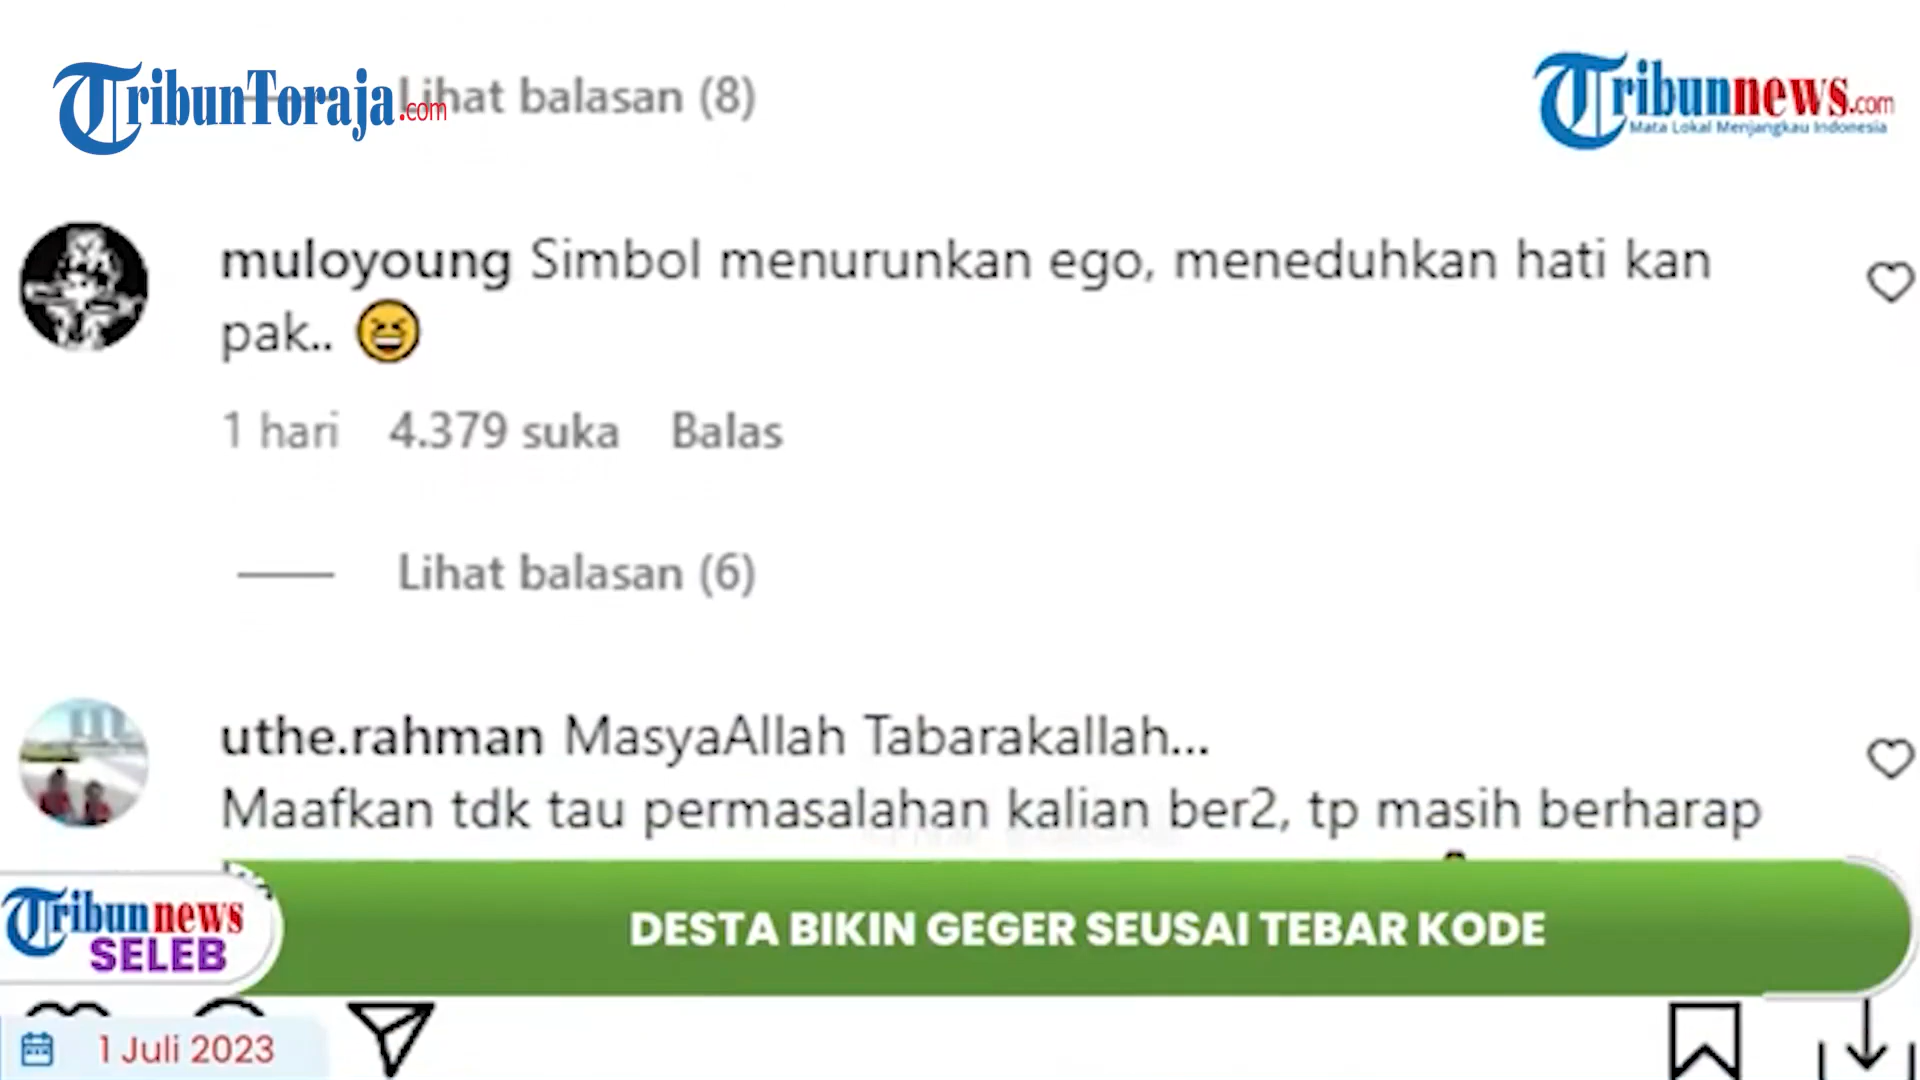 TribunToraja.com
Lihat balasan (8)
Tribunnews.com
Mata Lokal Menjangkau Indonesia
muloyoung Simbol menurunkan ego, meneduhkan hati kan
pak.. 😆
1 hari 4.379 suka Balas
Lihat balasan (6)
uthe.rahman MasyaAllah Tabarakallah...
Maafkan tdk tau permasalahan kalian ber2, tp masih berharap
Tribunnews
SELEB
DESTA BIKIN GEGER SEUSAI TEBAR KODE
1 Juli 2023